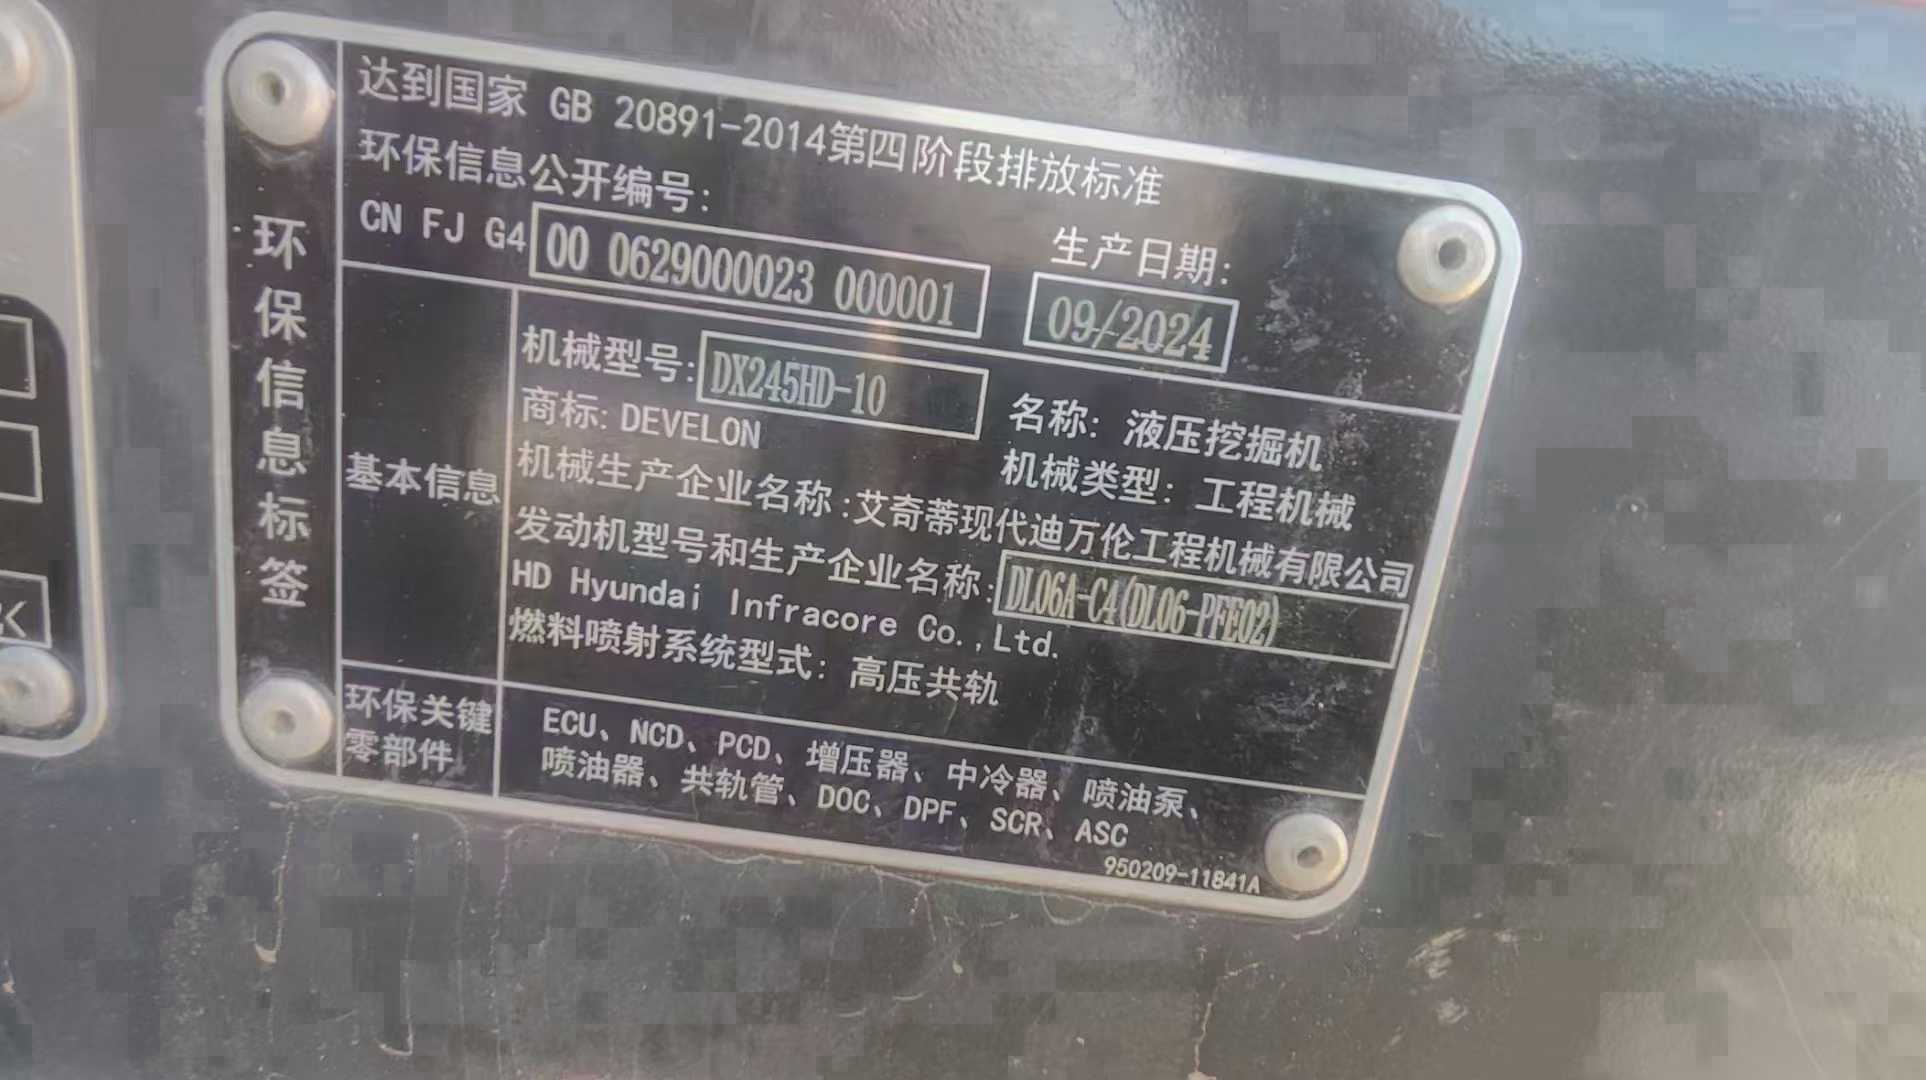 环保信息标签
达到国家 GB 20891-2014第四阶段排放标准
环保信息公开编号:
CN FJ G4 00 0629000023 000001
生产日期:
09/2024
基本信息
机械型号: DX245HD-10
名称: 液压挖掘机
商标: DEVELON
机械类型: 工程机械
机械生产企业名称:艾奇蒂现代迪万伦工程机械有限公司
发动机型号和生产企业名称: DL06A-C4(DL06-PFE02)
HD Hyundai Infracore Co.,Ltd.
燃料喷射系统型式: 高压共轨
环保关键
零部件
ECU、NCD、PCD、增压器、中冷器、喷油泵、
喷油器、共轨管、DOC、DPF、SCR、ASC
950209-11841A